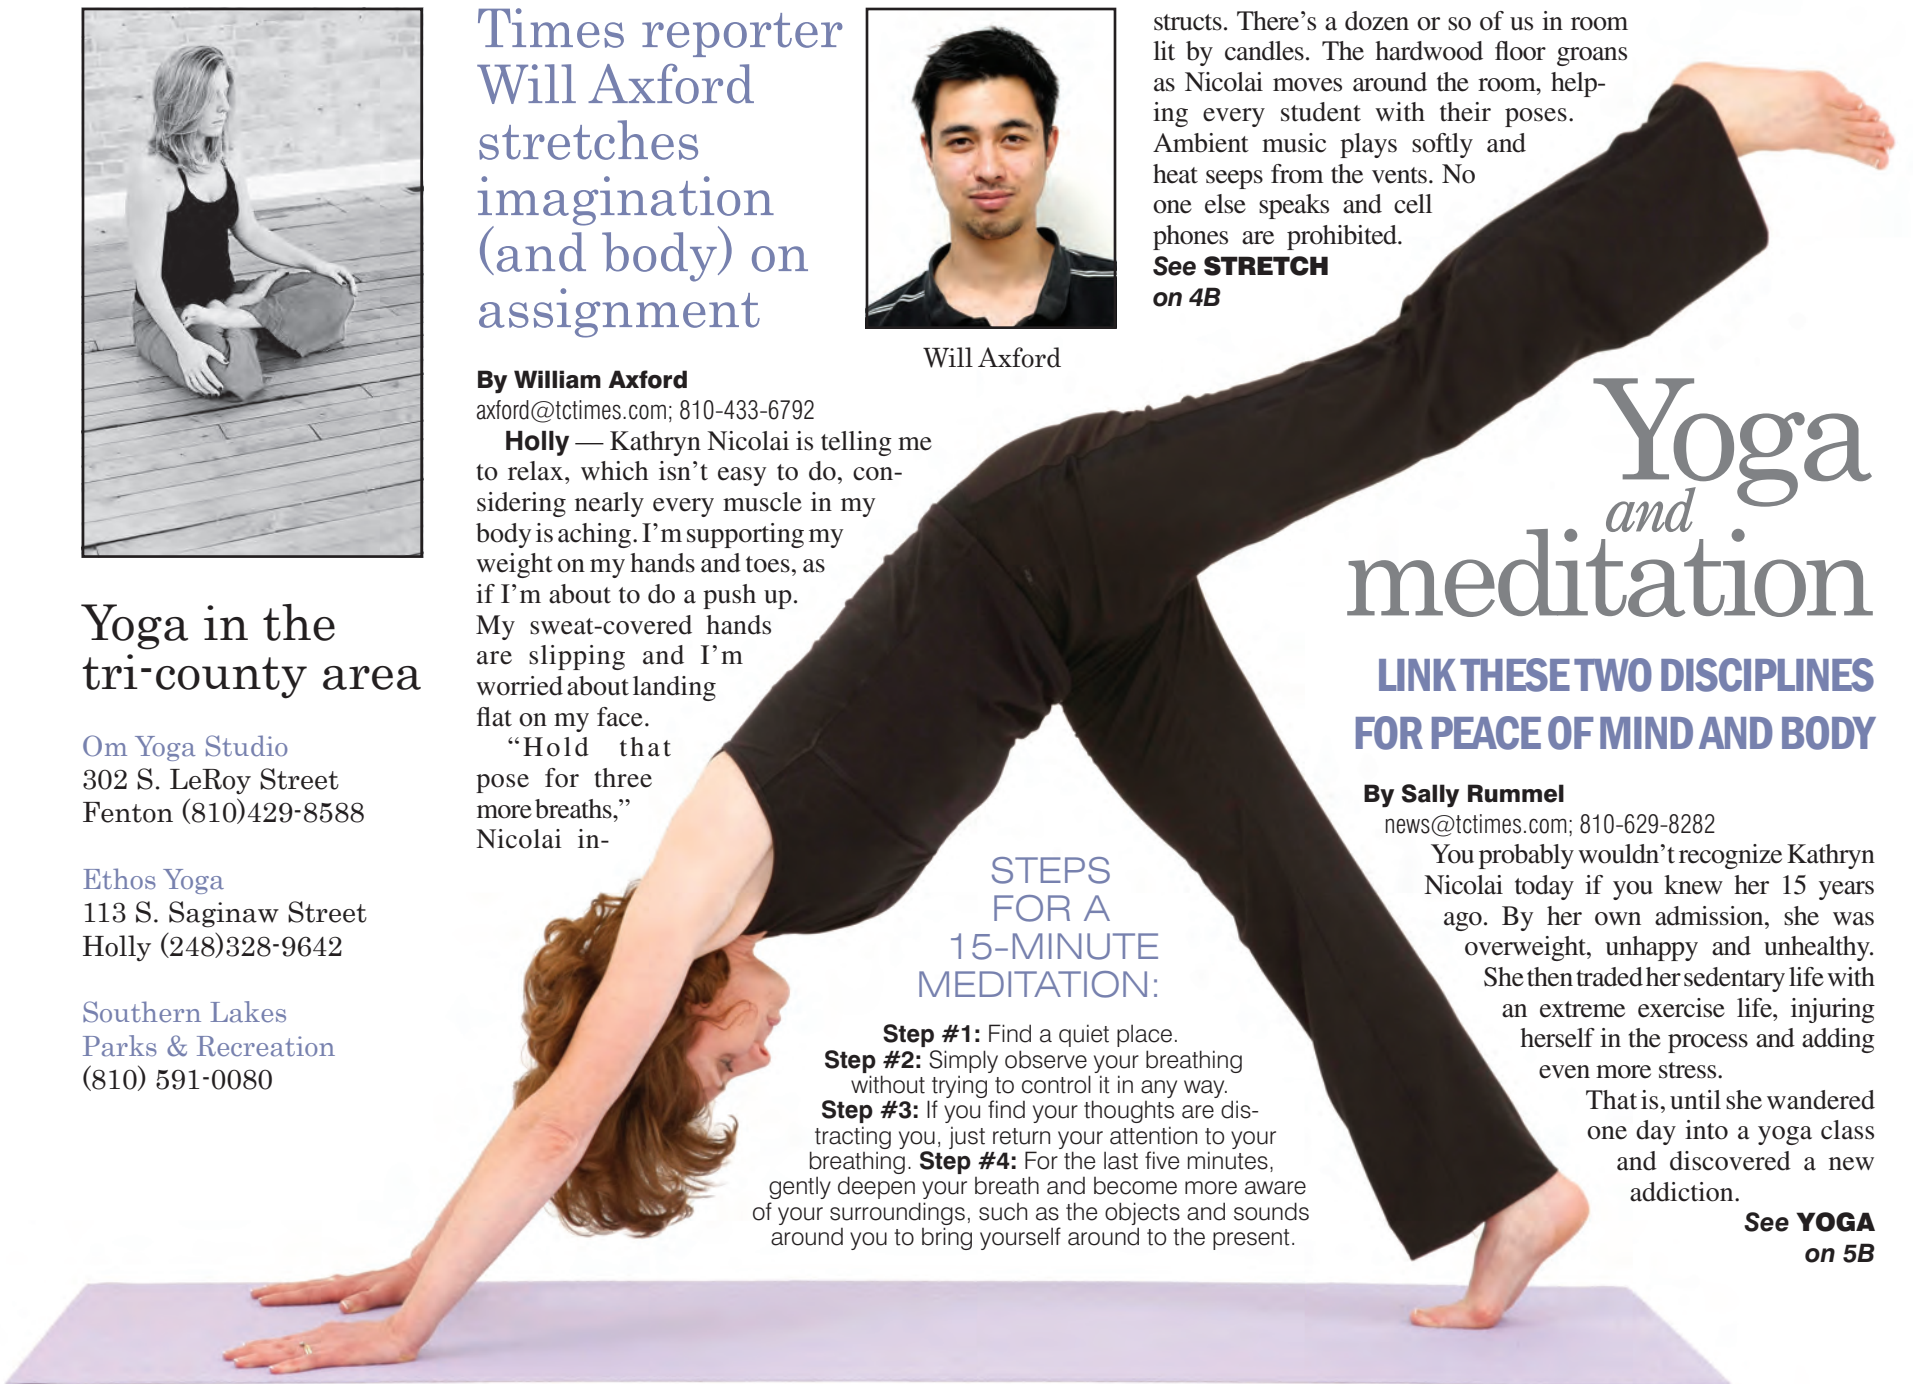 Yoga in the
tri-county area
Om Yoga Studio
302 S. LeRoy Street
Fenton (810)429-8588
Ethos Yoga
113 S. Saginaw Street
Holly (248)328-9642
Southern Lakes
Parks & Recreation
(810) 591-0080
Times reporter
Will Axford
stretches
imagination
(and body) on
assignment
Will Axford
By William Axford
axford@tctimes.com; 810-433-6792
Holly — Kathryn Nicolai is telling me
to relax, which isn't easy to do, con-
sidering nearly every muscle in my
body is aching. I'm supporting my
weight on my hands and toes, as
if I'm about to do a push up.
My sweat-covered hands
are slipping and I'm
worried about landing
flat on my face.
“Hold that
pose for three
more breaths,”
Nicolai in-
structs. There's a dozen or so of us in room
lit by candles. The hardwood floor groans
as Nicolai moves around the room, help-
ing every student with their poses.
Ambient music plays softly and
heat seeps from the vents. No
one else speaks and cell
phones are prohibited.
See STRETCH
on 4B
STEPS
FOR A
15-MINUTE
MEDITATION:
Step #1: Find a quiet place.
Step #2: Simply observe your breathing
without trying to control it in any way.
Step #3: If you find your thoughts are dis-
tracting you, just return your attention to your
breathing. Step #4: For the last five minutes,
gently deepen your breath and become more aware
of your surroundings, such as the objects and sounds
around you to bring yourself around to the present.
Yoga
and
meditation
LINK THESE TWO DISCIPLINES
FOR PEACE OF MIND AND BODY
By Sally Rummel
news@tctimes.com; 810-629-8282
You probably wouldn't recognize Kathryn
Nicolai today if you knew her 15 years
ago. By her own admission, she was
overweight, unhappy and unhealthy.
She then traded her sedentary life with
an extreme exercise life, injuring
herself in the process and adding
even more stress.
That is, until she wandered
one day into a yoga class
and discovered a new
addiction.
See YOGA
on 5B